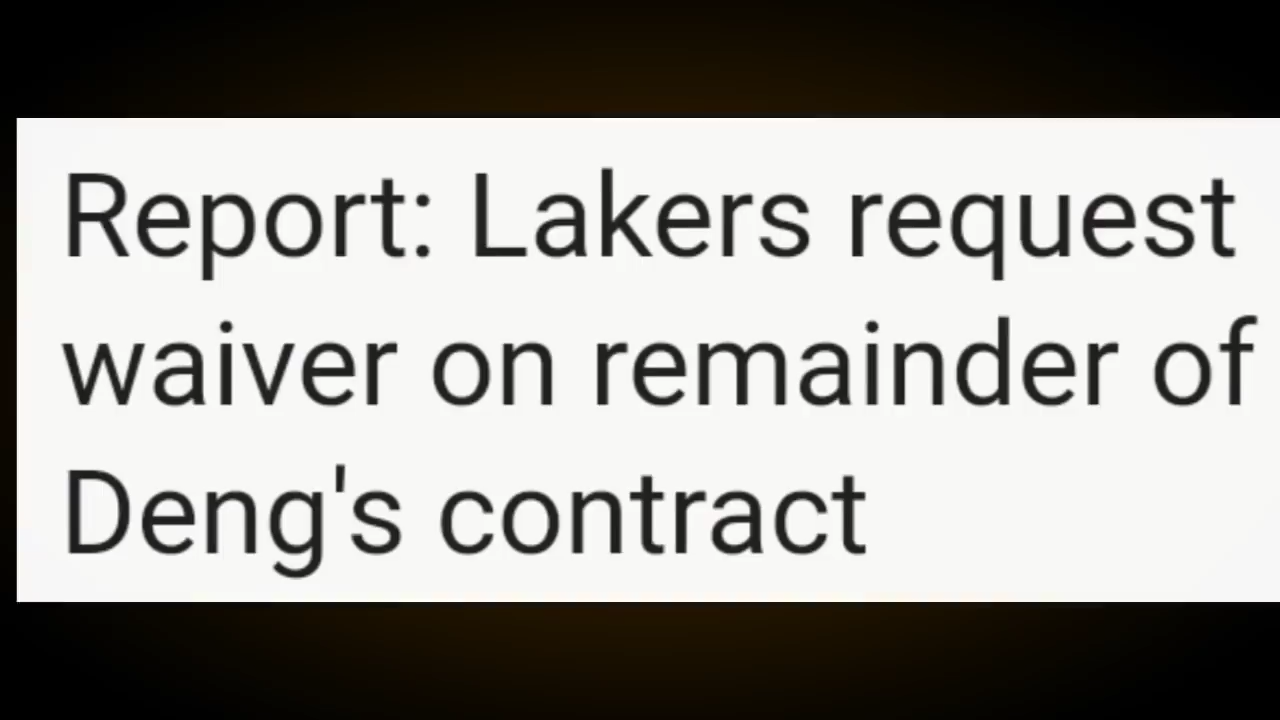 Report: Lakers request
waiver on remainder of
Deng's contract